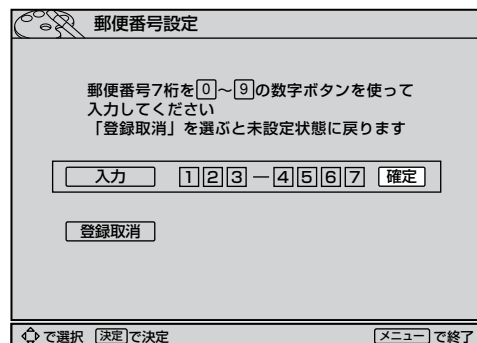 郵便番号設定
郵便番号7桁を0～9の数字ボタンを使って
入力してください
「登録取消」を選ぶと未設定状態に戻ります
入力 123－4567 確定
登録取消
で選択 決定で決定 メニューで終了